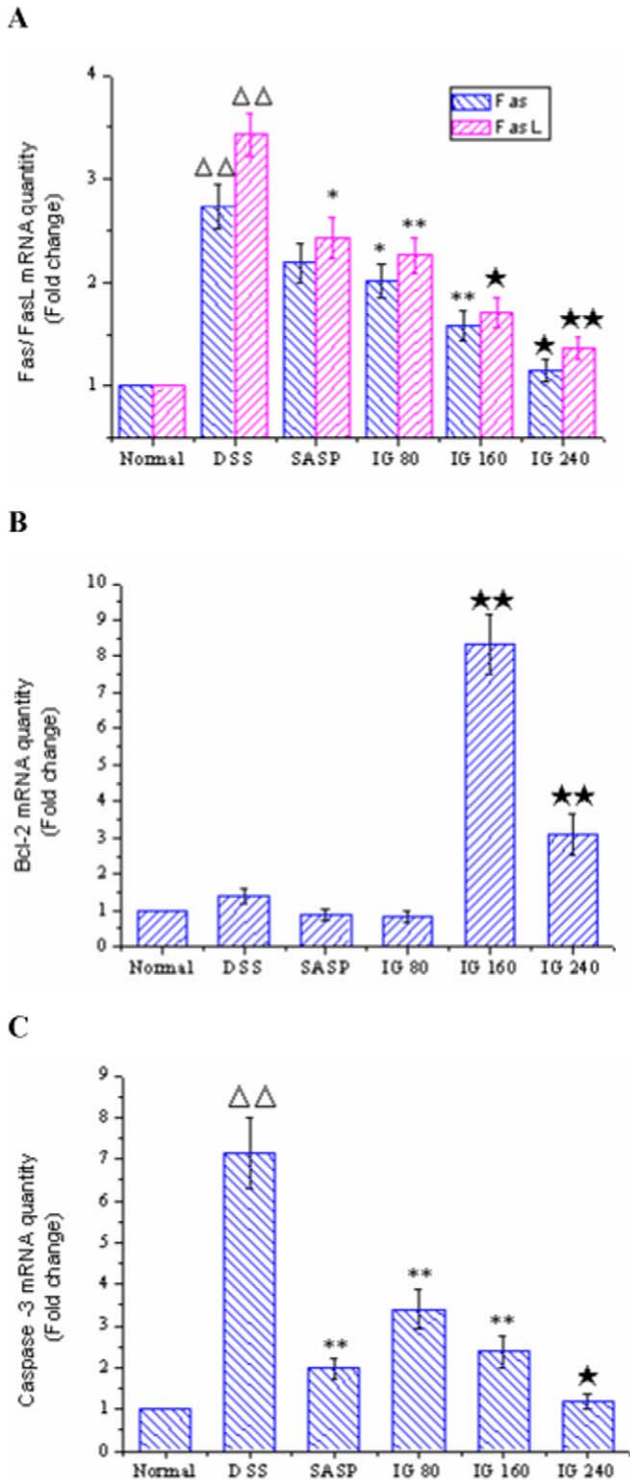 A
Fas/ FasL mRNA quantity
(Fold change)
4
3
2
1
△△
△△
*
*
**
**
★
★
★★
Fas
FasL
Normal DSS SASP IG 80 IG 160 IG 240
B
Bcl-2 mRNA quantity
(Fold change)
10
9
8
7
6
5
4
3
2
1
0
★★
★★
Normal DSS SASP IG 80 IG 160 IG 240
C
Caspase -3 mRNA quantity
(Fold change)
9
8
7
6
5
4
3
2
1
0
△△
**
**
**
★
Normal DSS SASP IG 80 IG 160 IG 240